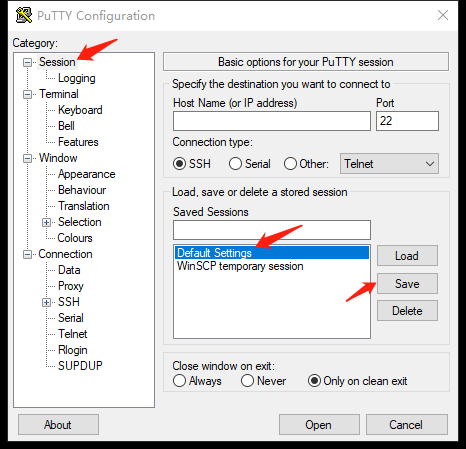 PuTTY Configuration
Category:
Session
Logging
Terminal
Keyboard
Bell
Features
Window
Appearance
Behaviour
Translation
Selection
Colours
Connection
Data
Proxy
SSH
Serial
Telnet
Rlogin
SUPDUP
Basic options for your PuTTY session
Specify the destination you want to connect to
Host Name (or IP address) Port
22
Connection type:
SSH Serial Other: Telnet
Load, save or delete a stored session
Saved Sessions
Default Settings
WinSCP temporary session
Load
Save
Delete
Close window on exit:
Always Never Only on clean exit
About Open Cancel